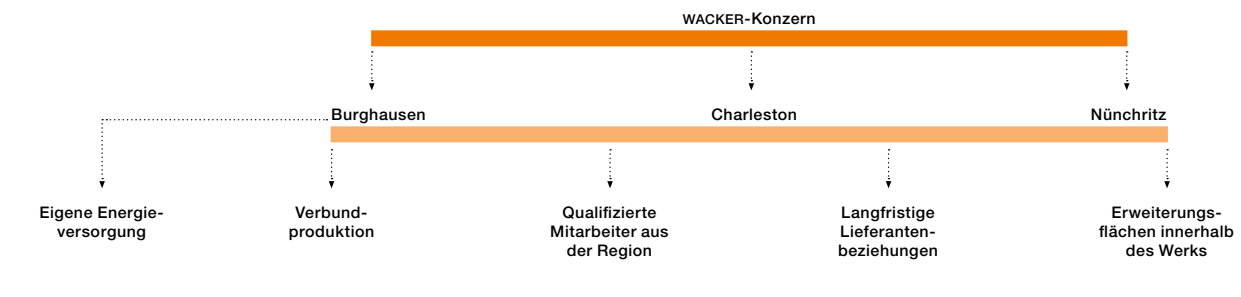 WACKER-Konzern
Burghausen
Charleston
Nünchritz
Eigene Energie-
versorgung
Verbund-
produktion
Qualifizierte
Mitarbeiter aus
der Region
Langfristige
Lieferanten-
beziehungen
Erweiterungs-
flächen innerhalb
des Werks